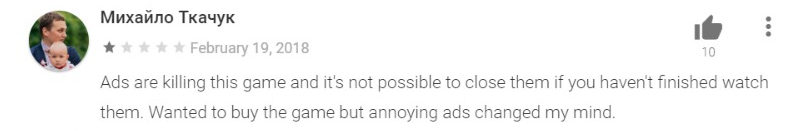 Михайло Ткачук
February 19, 2018
10
Ads are killing this game and it's not possible to close them if you haven't finished watch
them. Wanted to buy the game but annoying ads changed my mind.